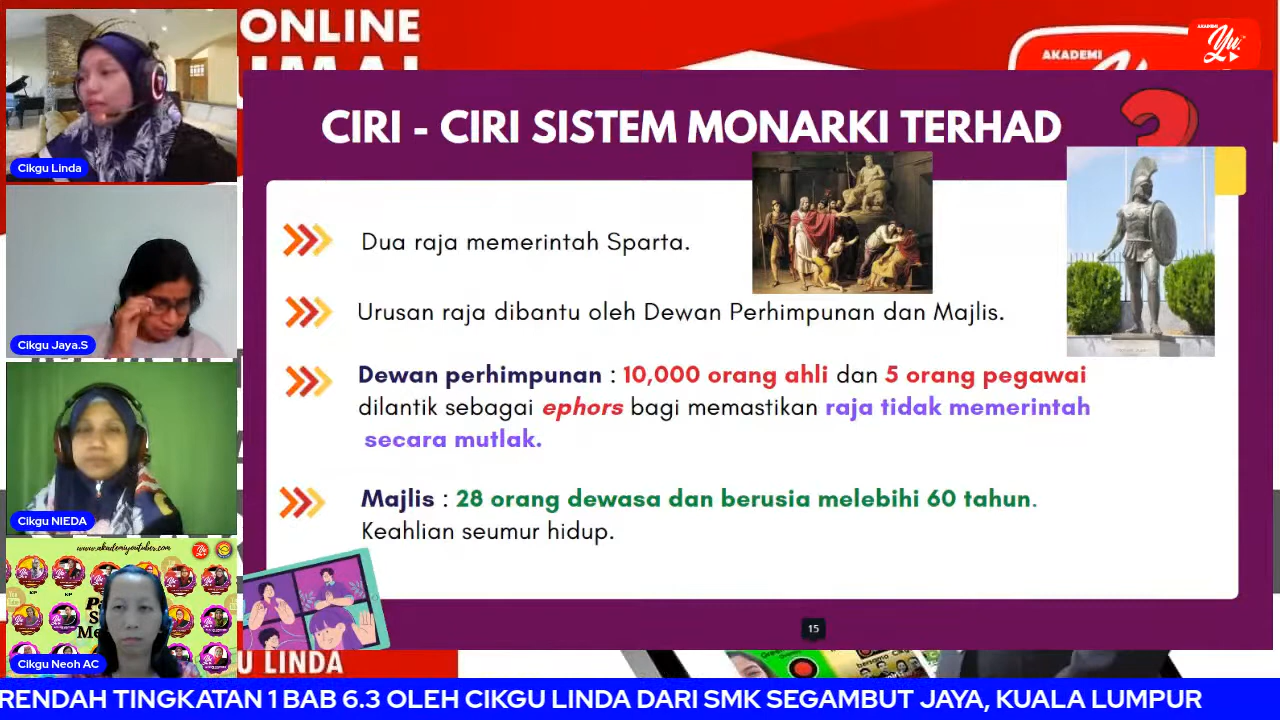 ONLINE
AKADEMI
AKADEMI
Yu
CIRI - CIRI SISTEM MONARKI TERHAD
Cikgu Linda
Dua raja memerintah Sparta.
Urusan raja dibantu oleh Dewan Perhimpunan dan Majlis.
Cikgu Jaya.S
Dewan perhimpunan : 10,000 orang ahli dan 5 orang pegawai
dilantik sebagai ephors bagi memastikan raja tidak memerintah
secara mutlak.
Majlis : 28 orang dewasa dan berusia melebihi 60 tahun.
Keahlian seumur hidup.
Cikgu NIEDA
www.akademiyoutuber.com
Cikgu Neoh AC
15
U LINDA
RENDAH TINGKATAN 1 BAB 6.3 OLEH CIKGU LINDA DARI SMK SEGAMBUT JAYA, KUALA LUMPUR